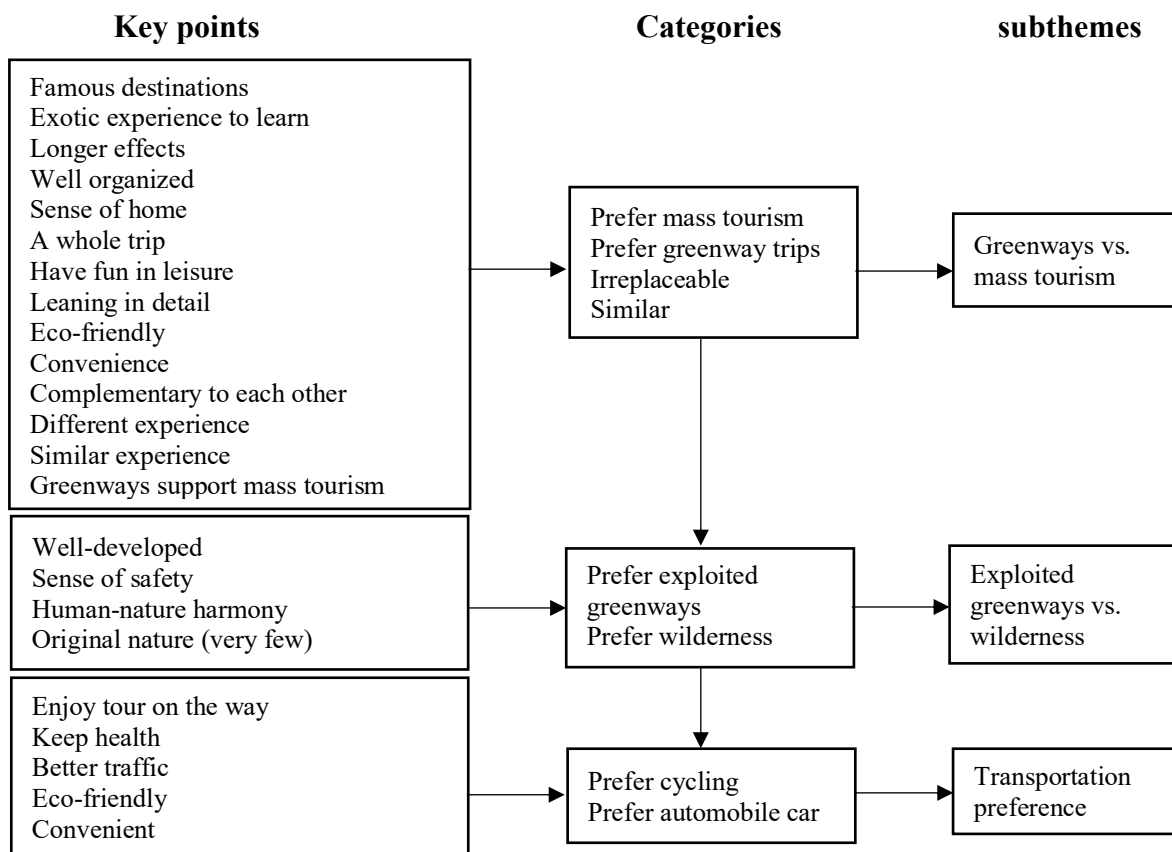 Key points
Categories
subthemes
Famous destinations
Exotic experience to learn
Longer effects
Well organized
Sense of home
A whole trip
Have fun in leisure
Leaning in detail
Eco-friendly
Convenience
Complementary to each other
Different experience
Similar experience
Greenways support mass tourism
Prefer mass tourism
Prefer greenway trips
Irreplaceable
Similar
Greenways vs.
mass tourism
Well-developed
Sense of safety
Human-nature harmony
Original nature (very few)
Prefer exploited
greenways
Prefer wilderness
Exploited
greenways vs.
wilderness
Enjoy tour on the way
Keep health
Better traffic
Eco-friendly
Convenient
Prefer cycling
Prefer automobile car
Transportation
preference